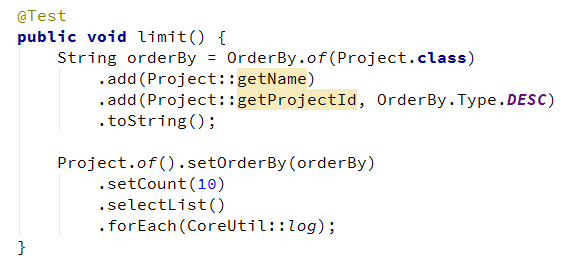 @Test
public void limit() {
    String orderBy = OrderBy.of(Project.class)
        .add(Project::getName)
        .add(Project::getProjectId, OrderBy.Type.DESC)
        .toString();

    Project.of().setOrderBy(orderBy)
        .setCount(10)
        .selectList()
        .forEach(CoreUtil::log);
}